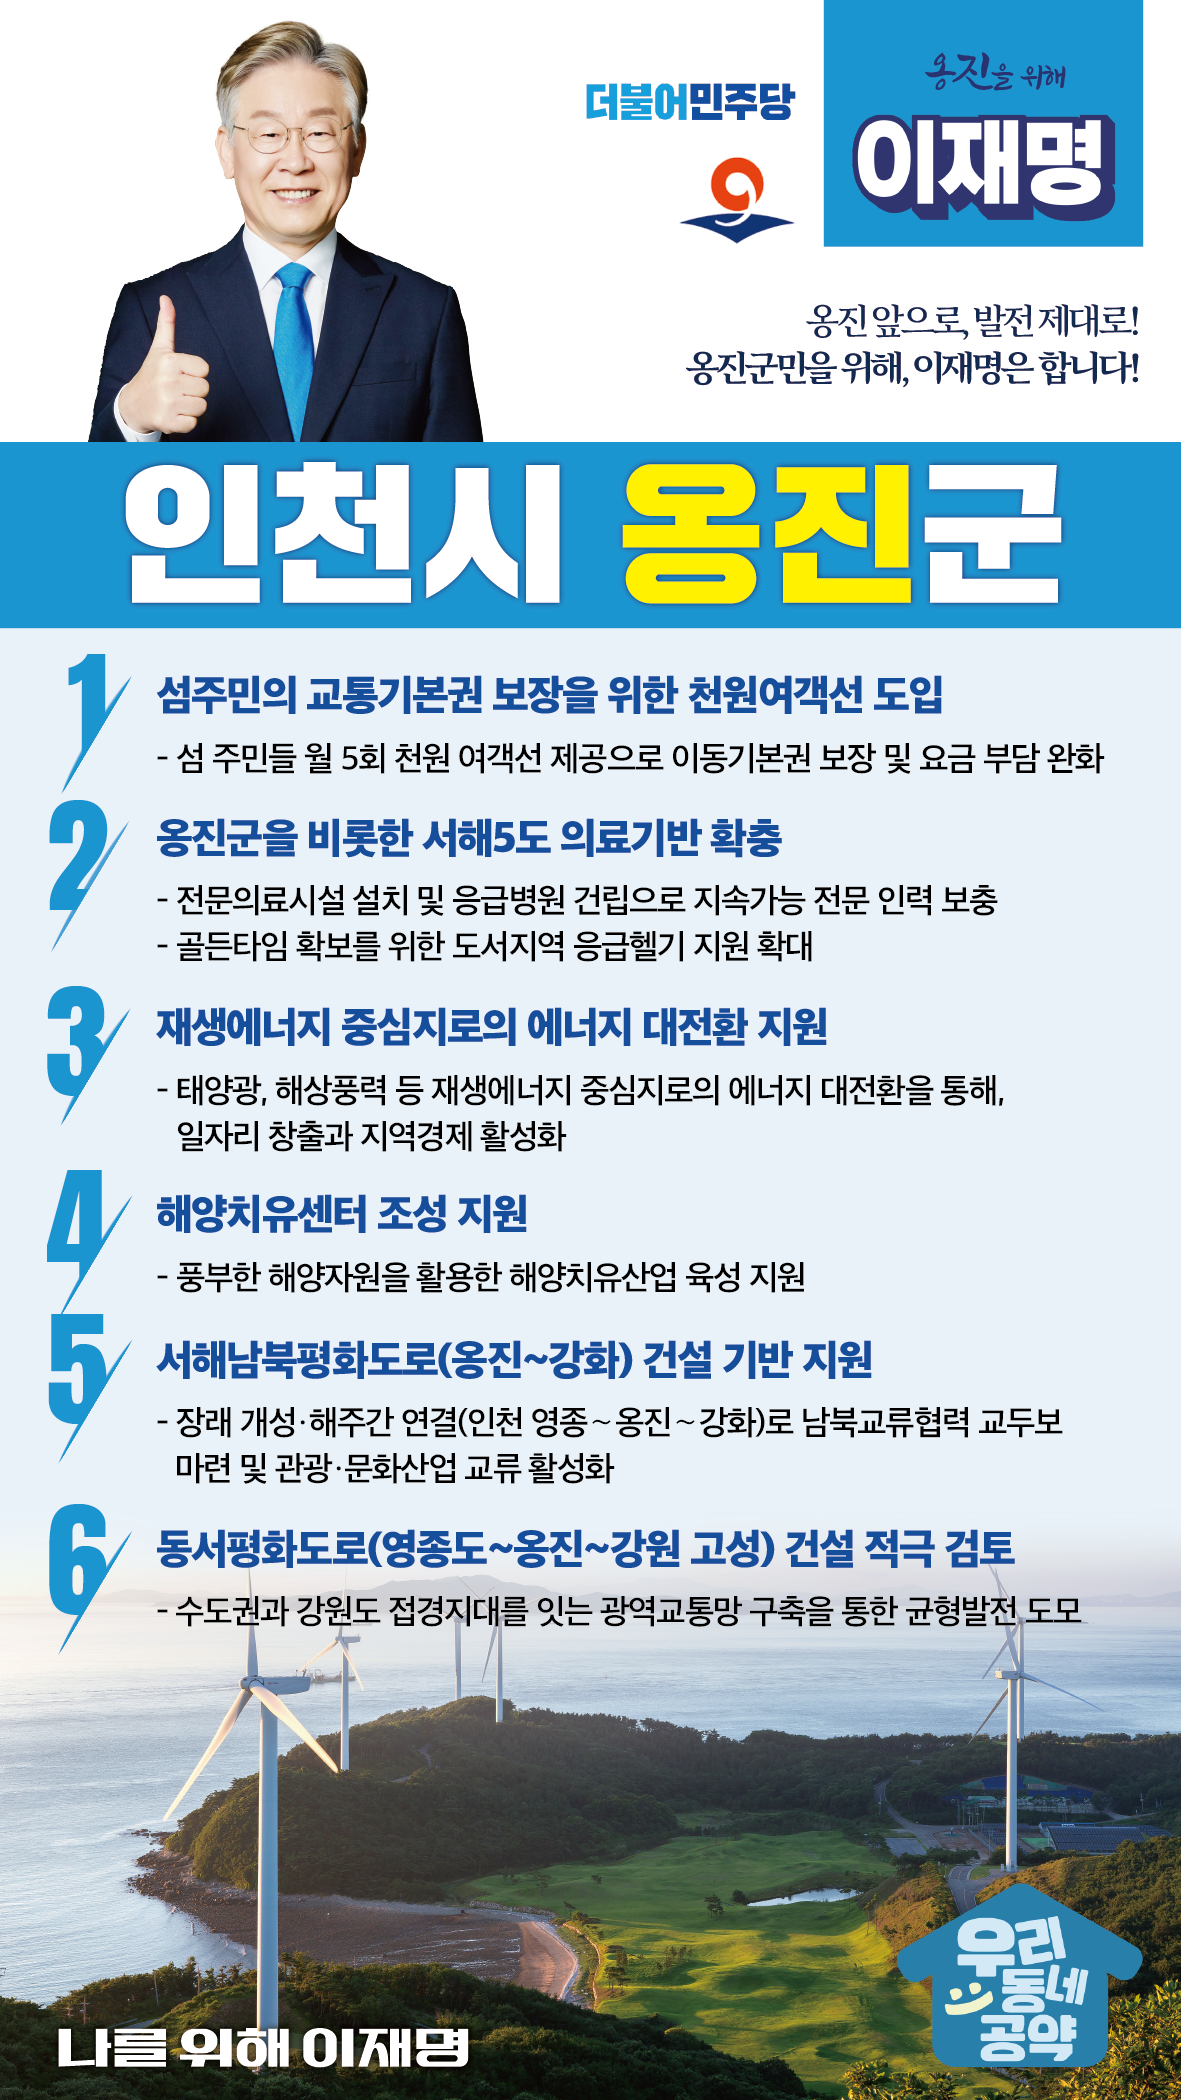 더불어민주당
옹진을 위해
이재명
옹진 앞으로, 발전 제대로!
옹진군민을 위해, 이재명은 합니다!
인천시 옹진군
1
섬주민의 교통기본권 보장을 위한 천원여객선 도입
- 섬 주민들 월 5회 천원 여객선 제공으로 이동기본권 보장 및 요금 부담 완화
2
옹진군을 비롯한 서해5도 의료기반 확충
- 전문의료시설 설치 및 응급병원 건립으로 지속가능 전문 인력 보충
- 골든타임 확보를 위한 도서지역 응급헬기 지원 확대
3
재생에너지 중심지로의 에너지 대전환 지원
- 태양광, 해상풍력 등 재생에너지 중심지로의 에너지 대전환을 통해,
일자리 창출과 지역경제 활성화
4
해양치유센터 조성 지원
- 풍부한 해양자원을 활용한 해양치유산업 육성 지원
5
서해남북평화도로(옹진~강화) 건설 기반 지원
- 장래 개성·해주간 연결(인천 영종~옹진~강화)로 남북교류협력 교두보
마련 및 관광·문화산업 교류 활성화
6
동서평화도로(영종도~옹진~강원 고성) 건설 적극 검토
- 수도권과 강원도 접경지대를 잇는 광역교통망 구축을 통한 균형발전 도모
나를 위해 이재명
우리
동네
공약